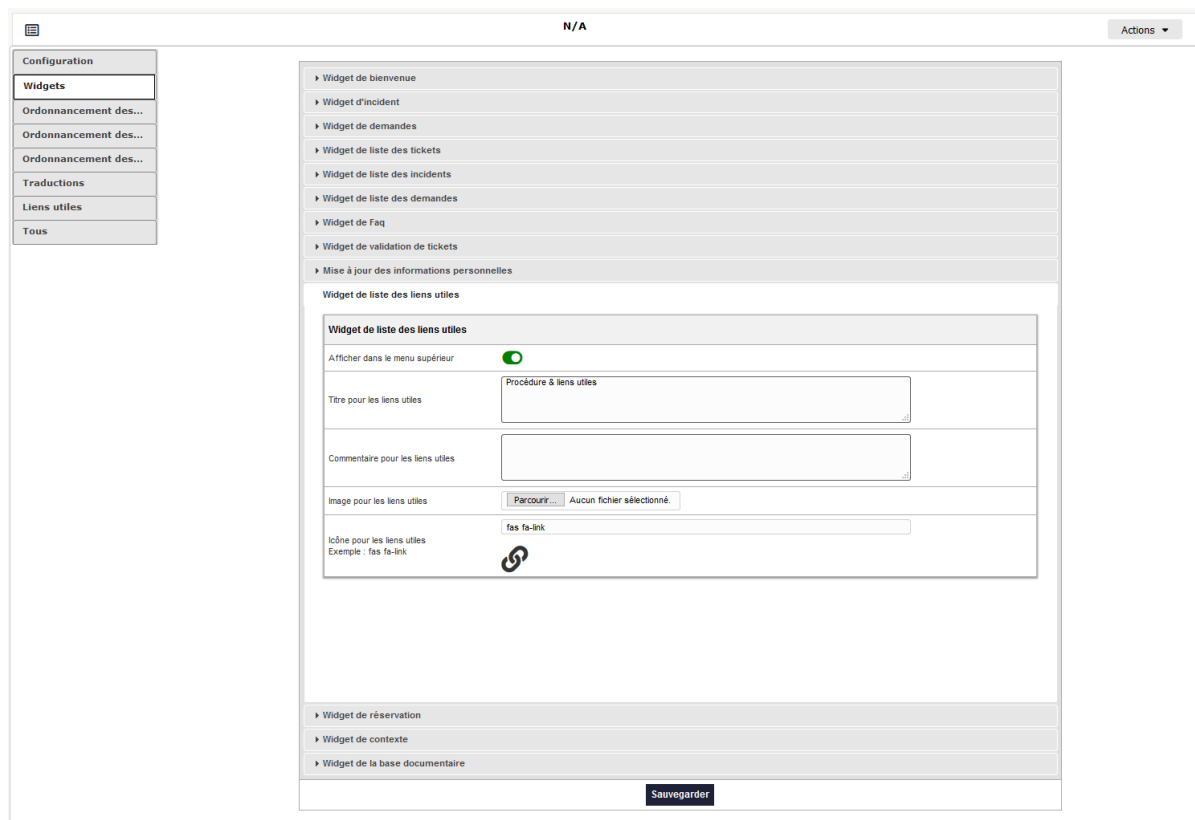 N/A
Actions
Configuration
Widgets
Ordonnancement des...
Ordonnancement des...
Ordonnancement des...
Traductions
Liens utiles
Tous
Widget de bienvenue
Widget d'incident
Widget de demandes
Widget de liste des tickets
Widget de liste des incidents
Widget de liste des demandes
Widget de Faq
Widget de validation de tickets
Mise à jour des informations personnelles
Widget de liste des liens utiles
Widget de liste des liens utiles
Afficher dans le menu supérieur
Titre pour les liens utiles
Procédure & liens utiles
Commentaire pour les liens utiles
Image pour les liens utiles
Parcourir... Aucun fichier sélectionné.
Icône pour les liens utiles
Exemple : fas fa-link
fas fa-link
Widget de réservation
Widget de contexte
Widget de la base documentaire
Sauvegarder